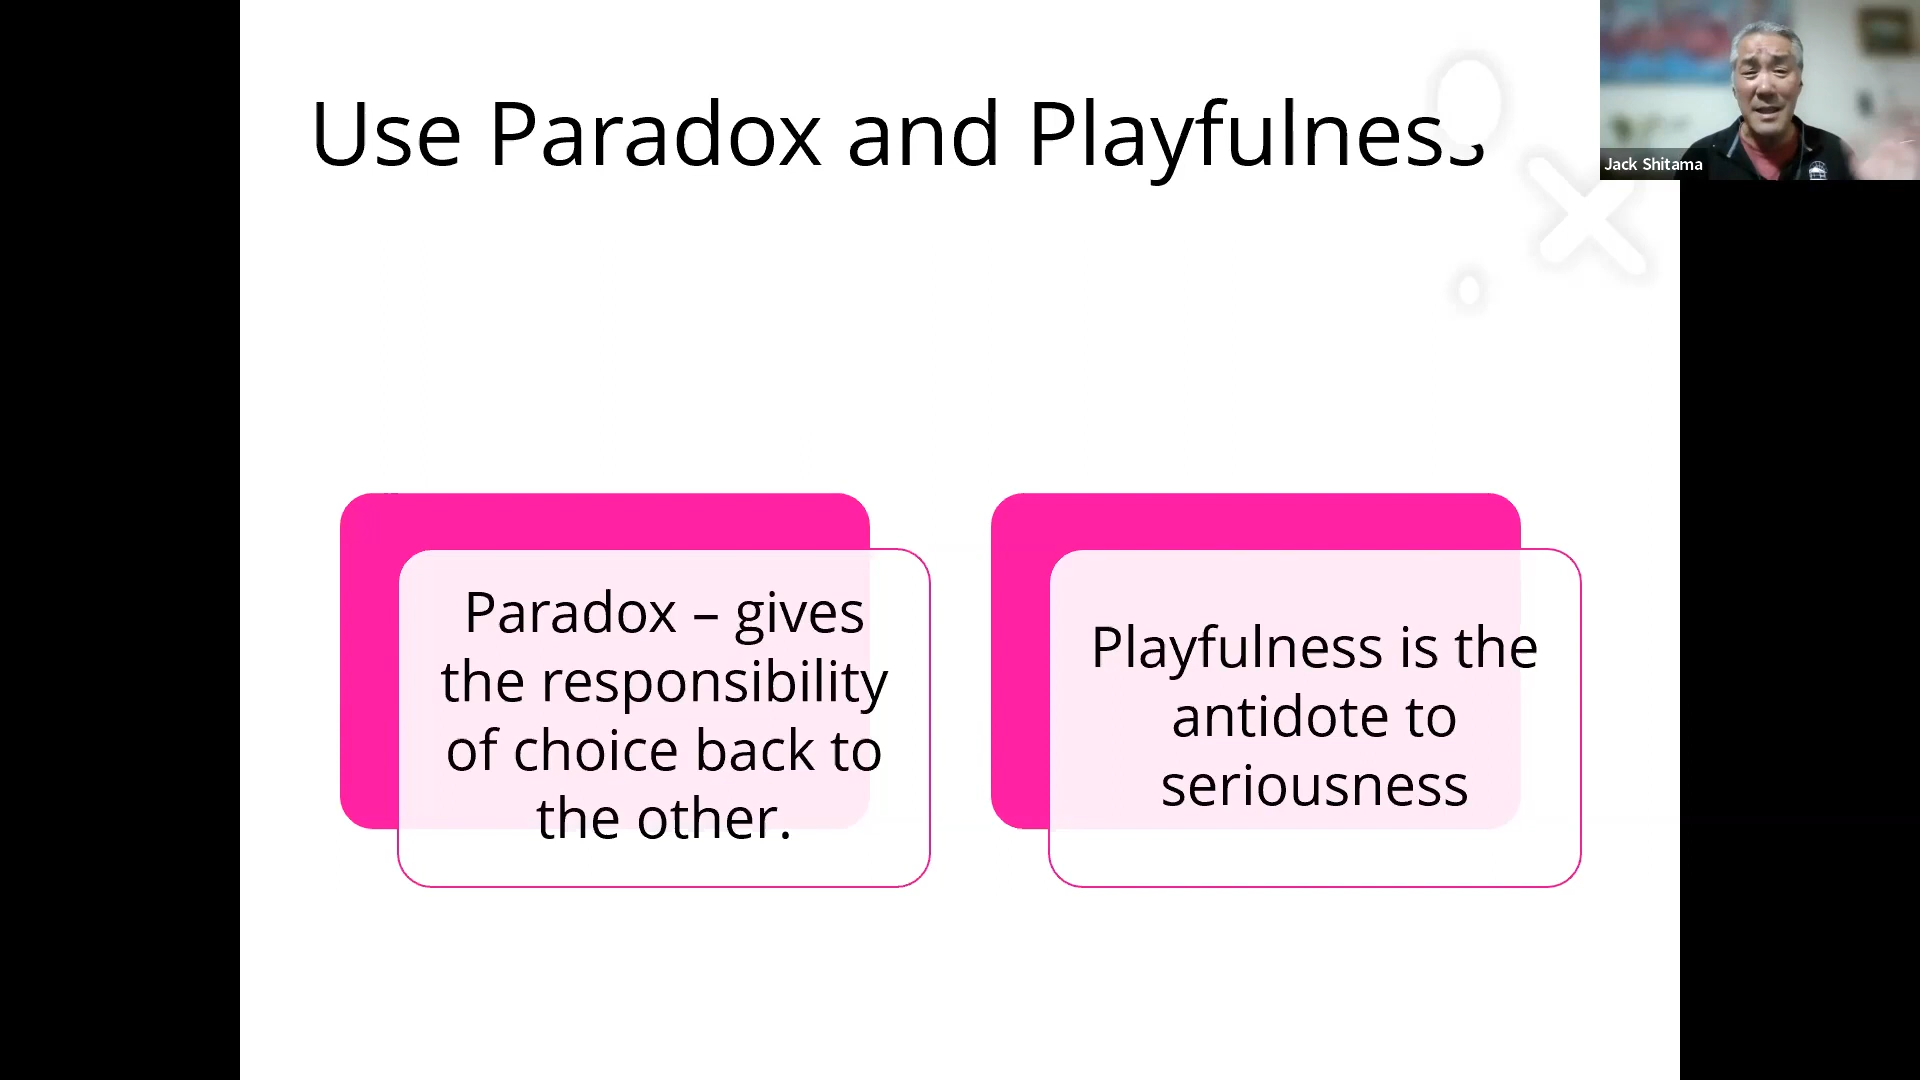 Use Paradox and Playfulness
Jack Shitama
Paradox – gives
the responsibility
of choice back to
the other.
Playfulness is the
antidote to
seriousness